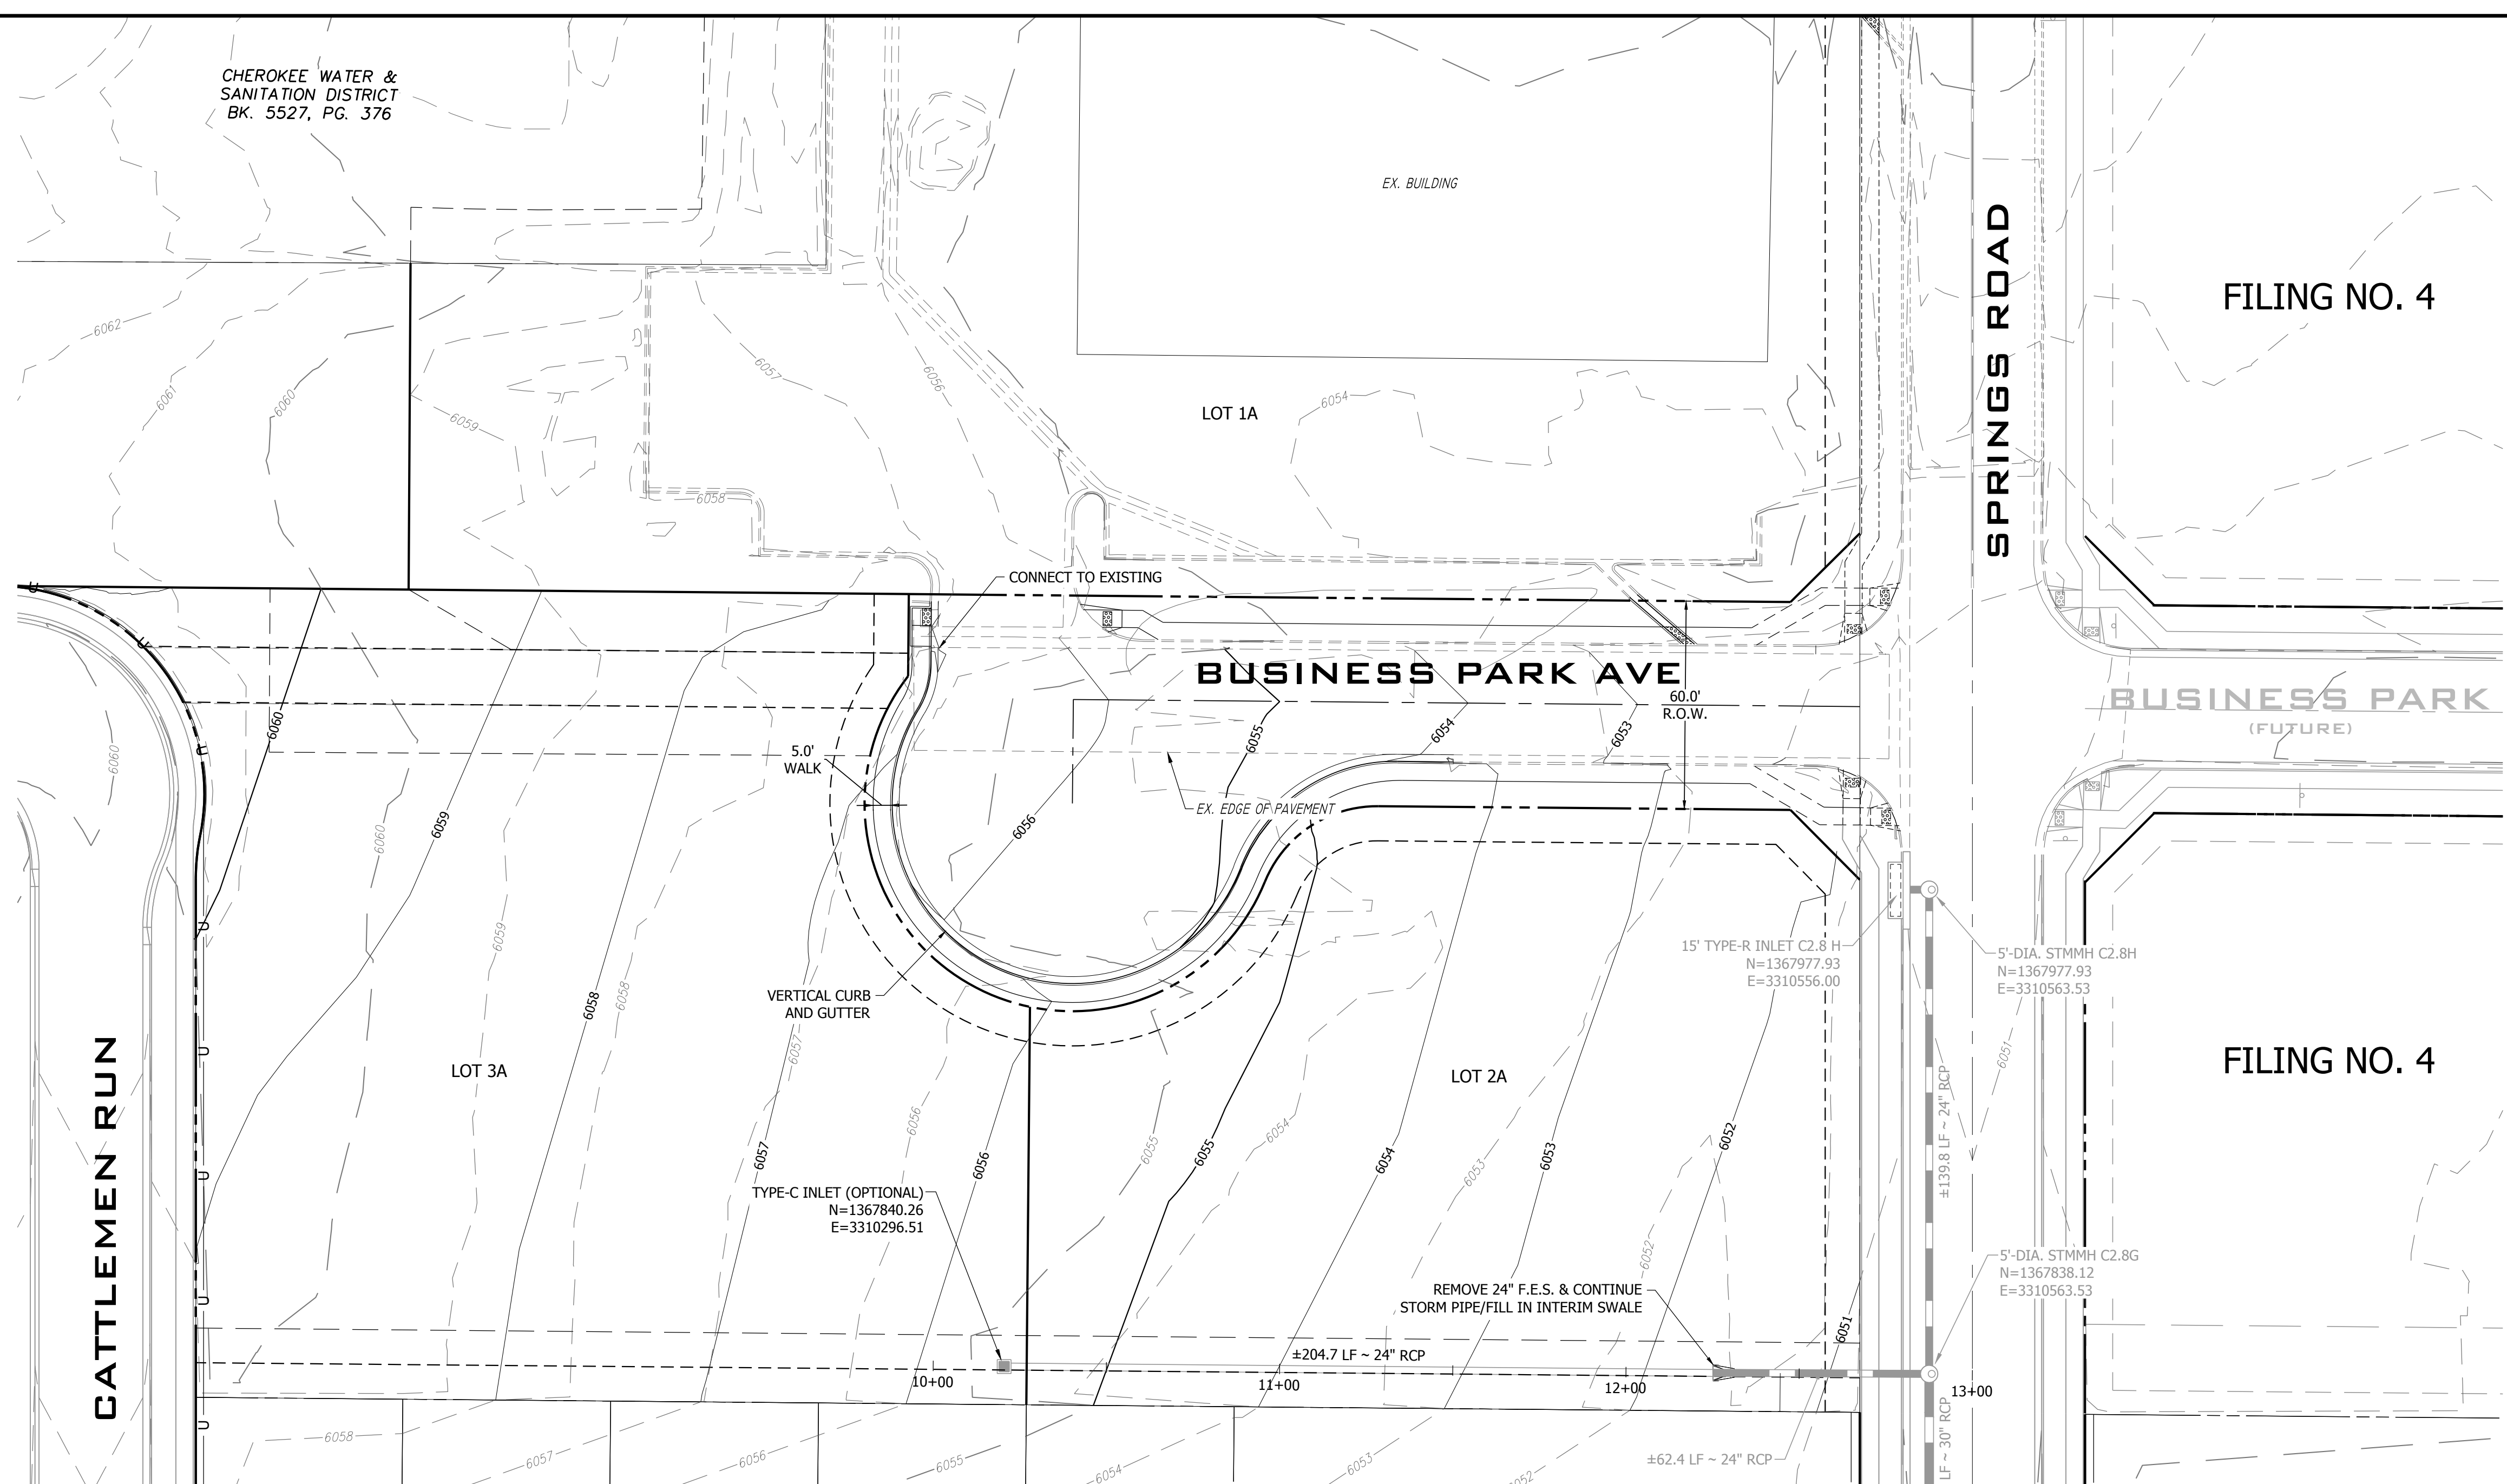 CHEROKEE WATER &
SANITATION DISTRICT
BK. 5527, PG. 376
EX. BUILDING
SPRINGS ROAD
FILING NO. 4
6062
6061
6060
6059
6057
6056
6054
LOT 1A
6058
CONNECT TO EXISTING
BUSINESS PARK AVE
60.0'
R.O.W.
BUSINESS PARK
(FUTURE)
5.0'
WALK
6060
6060
6060
6059
6055
6054
6053
6056
EX. EDGE OF PAVEMENT
6059
6058
6058
15' TYPE-R INLET C2.8 H
N=1367977.93
E=3310556.00
5'-DIA. STMMH C2.8H
N=1367977.93
E=3310563.53
VERTICAL CURB
AND GUTTER
6057
6051
CATTLEMEN RUN
LOT 3A
LOT 2A
FILING NO. 4
±139.8 LF ~ 24" RCP
6057
6056
6056
6055
6055
6054
6054
6053
6053
6052
TYPE-C INLET (OPTIONAL)
N=1367840.26
E=3310296.51
6052
5'-DIA. STMMH C2.8G
N=1367838.12
E=3310563.53
REMOVE 24" F.E.S. & CONTINUE
STORM PIPE/FILL IN INTERIM SWALE
6051
±204.7 LF ~ 24" RCP
10+00
11+00
12+00
13+00
6058
6057
6056
6055
6054
6053
6052
±62.4 LF ~ 24" RCP
LF ~ 30" RCP